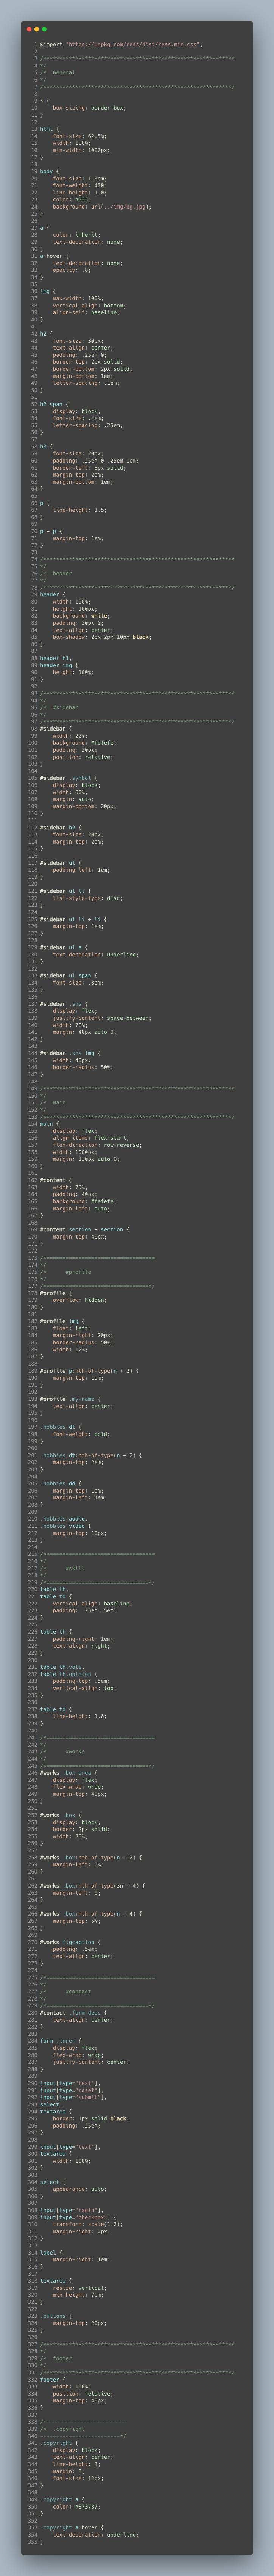 1 @import "https://unpkg.com/ress/dist/ress.min.css";
2
3 /************************************************************
4 */
5 /*  General
6 */
7 /***********************************************************/
8
9 * {
10     box-sizing: border-box;
11 }
12
13 html {
14     font-size: 62.5%;
15     width: 100%;
16     min-width: 1000px;
17 }
18
19 body {
20     font-size: 1.6em;
21     font-weight: 400;
22     line-height: 1.0;
23     color: #333;
24     background: url(../img/bg.jpg);
25 }
26
27 a {
28     color: inherit;
29     text-decoration: none;
30 }
31 a:hover {
32     text-decoration: none;
33     opacity: .8;
34 }
35
36 img {
37     max-width: 100%;
38     vertical-align: bottom;
39     align-self: baseline;
40 }
41
42 h2 {
43     font-size: 30px;
44     text-align: center;
45     padding: .25em 0;
46     border-top: 2px solid;
47     border-bottom: 2px solid;
48     margin-bottom: 1em;
49     letter-spacing: .1em;
50 }
51
52 h2 span {
53     display: block;
54     font-size: .4em;
55     letter-spacing: .25em;
56 }
57
58 h3 {
59     font-size: 20px;
60     padding: .25em 0 .25em 1em;
61     border-left: 8px solid;
62     margin-top: 2em;
63     margin-bottom: 1em;
64 }
65
66 p {
67     line-height: 1.5;
68 }
69
70 p + p {
71     margin-top: 1em;
72 }
73
74 /************************************************************
75 */
76 /*  header
77 */
78 /***********************************************************/
79 header {
80     width: 100%;
81     height: 100px;
82     background: white;
83     padding: 20px 0;
84     text-align: center;
85     box-shadow: 2px 2px 10px black;
86 }
87
88 header h1,
89 header img {
90     height: 100%;
91 }
92
93 /************************************************************
94 */
95 /*  #sidebar
96 */
97 /***********************************************************/
98 #sidebar {
99     width: 22%;
100     background: #fefefe;
101     padding: 20px;
102     position: relative;
103 }
104
105 #sidebar .symbol {
106     display: block;
107     width: 60%;
108     margin: auto;
109     margin-bottom: 20px;
110 }
111
112 #sidebar h2 {
113     font-size: 20px;
114     margin-top: 2em;
115 }
116
117 #sidebar ul {
118     padding-left: 1em;
119 }
120
121 #sidebar ul li {
122     list-style-type: disc;
123 }
124
125 #sidebar ul li + li {
126     margin-top: 1em;
127 }
128
129 #sidebar ul a {
130     text-decoration: underline;
131 }
132
133 #sidebar ul span {
134     font-size: .8em;
135 }
136
137 #sidebar .sns {
138     display: flex;
139     justify-content: space-between;
140     width: 70%;
141     margin: 40px auto 0;
142 }
143
144 #sidebar .sns img {
145     width: 40px;
146     border-radius: 50%;
147 }
148
149 /************************************************************
150 */
151 /*  main
152 */
153 /***********************************************************/
154 main {
155     display: flex;
156     align-items: flex-start;
157     flex-direction: row-reverse;
158     width: 1000px;
159     margin: 120px auto 0;
160 }
161
162 #content {
163     width: 75%;
164     padding: 40px;
165     background: #fefefe;
166     margin-left: auto;
167 }
168
169 #content section + section {
170     margin-top: 40px;
171 }
172
173 /*==================================
174 */
175 /*      #profile
176 */
177 /*================================*/
178 #profile {
179     overflow: hidden;
180 }
181
182 #profile img {
183     float: left;
184     margin-right: 20px;
185     border-radius: 50%;
186     width: 12%;
187 }
188
189 #profile p:nth-of-type(n + 2) {
190     margin-top: 1em;
191 }
192
193 #profile .my-name {
194     text-align: center;
195 }
196
197 .hobbies dt {
198     font-weight: bold;
199 }
200
201 .hobbies dt:nth-of-type(n + 2) {
202     margin-top: 2em;
203 }
204
205 .hobbies dd {
206     margin-top: 1em;
207     margin-left: 1em;
208 }
209
210 .hobbies audio,
211 .hobbies video {
212     margin-top: 10px;
213 }
214
215 /*==================================
216 */
217 /*      #skill
218 */
219 /*================================*/
220 table th,
221 table td {
222     vertical-align: baseline;
223     padding: .25em .5em;
224 }
225
226 table th {
227     padding-right: 1em;
228     text-align: right;
229 }
230
231 table th.vote,
232 table th.opinion {
233     padding-top: .5em;
234     vertical-align: top;
235 }
236
237 table td {
238     line-height: 1.6;
239 }
240
241 /*==================================
242 */
243 /*      #works
244 */
245 /*================================*/
246 #works .box-area {
247     display: flex;
248     flex-wrap: wrap;
249     margin-top: 40px;
250 }
251
252 #works .box {
253     display: block;
254     border: 2px solid;
255     width: 30%;
256 }
257
258 #works .box:nth-of-type(n + 2) {
259     margin-left: 5%;
260 }
261
262 #works .box:nth-of-type(3n + 4) {
263     margin-left: 0;
264 }
265
266 #works .box:nth-of-type(n + 4) {
267     margin-top: 5%;
268 }
269
270 #works figcaption {
271     padding: .5em;
272     text-align: center;
273 }
274
275 /*==================================
276 */
277 /*      #contact
278 */
279 /*================================*/
280 #contact .form-desc {
281     text-align: center;
282 }
283
284 form .inner {
285     display: flex;
286     flex-wrap: wrap;
287     justify-content: center;
288 }
289
290 input[type="text"],
291 input[type="reset"],
292 input[type="submit"],
293 select,
294 textarea {
295     border: 1px solid black;
296     padding: .25em;
297 }
298
299 input[type="text"],
300 textarea {
301     width: 100%;
302 }
303
304 select {
305     appearance: auto;
306 }
307
308 input[type="radio"],
309 input[type="checkbox"] {
310     transform: scale(1.2);
311     margin-right: 4px;
312 }
313
314 label {
315     margin-right: 1em;
316 }
317
318 textarea {
319     resize: vertical;
320     min-height: 7em;
321 }
322
323 .buttons {
324     margin-top: 20px;
325 }
326
327 /************************************************************
328 */
329 /*  footer
330 */
331 /***********************************************************/
332 footer {
333     width: 100%;
334     position: relative;
335     margin-top: 40px;
336 }
337
338 /*-------------------------
339 /*  .copyright
340 -------------------------*/
341 .copyright {
342     display: block;
343     text-align: center;
344     line-height: 3;
345     margin: 0;
346     font-size: 12px;
347 }
348
349 .copyright a {
350     color: #373737;
351 }
352
353 .copyright a:hover {
354     text-decoration: underline;
355 }